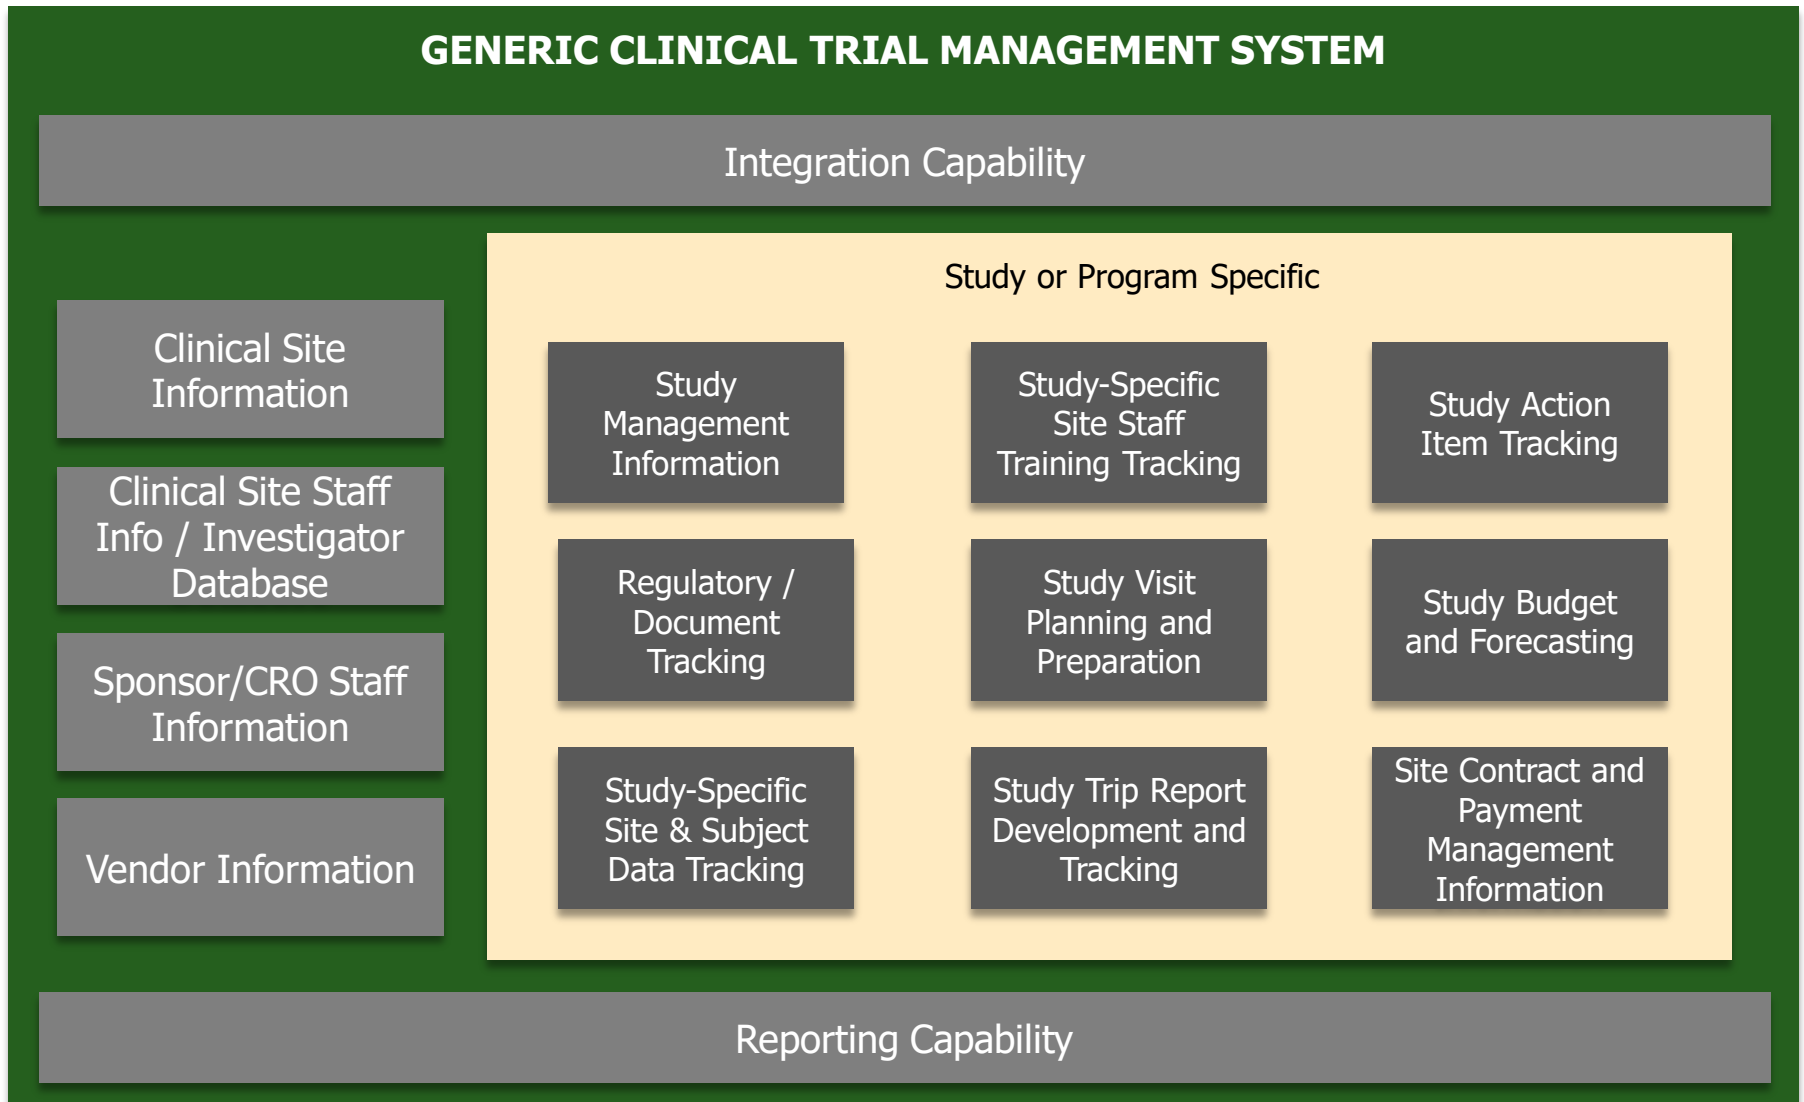 GENERIC CLINICAL TRIAL MANAGEMENT SYSTEM
Integration Capability
Clinical Site
Information
Clinical Site Staff
Info / Investigator
Database
Sponsor/CRO Staff
Information
Vendor Information
Study or Program Specific
Study
Management
Information
Study-Specific
Site Staff
Training Tracking
Study Action
Item Tracking
Regulatory /
Document
Tracking
Study Visit
Planning and
Preparation
Study Budget
and Forecasting
Study-Specific
Site & Subject
Data Tracking
Study Trip Report
Development and
Tracking
Site Contract and
Payment
Management
Information
Reporting Capability